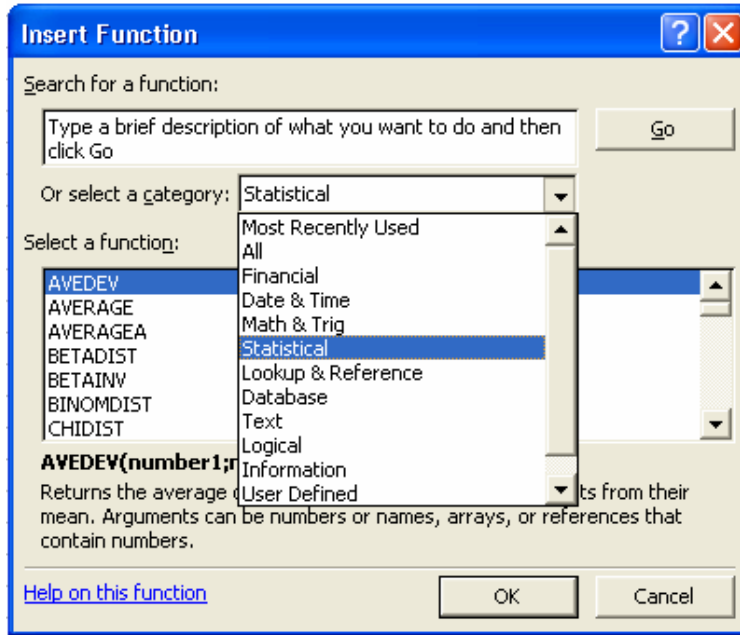 Insert Function
Search for a function:
Type a brief description of what you want to do and then
click Go
Go
Or select a category: Statistical
Most Recently Used
All
Financial
Date & Time
Math & Trig
Statistical
Lookup & Reference
Database
Text
Logical
Information
User Defined
Select a function:
AVEDEV
AVERAGE
AVERAGEA
BETADIST
BETAINV
BINOMDIST
CHIDIST
AVEDEV(number1;
Returns the average ts from their
mean. Arguments can be numbers or names, arrays, or references that
contain numbers.
Help on this function
OK
Cancel